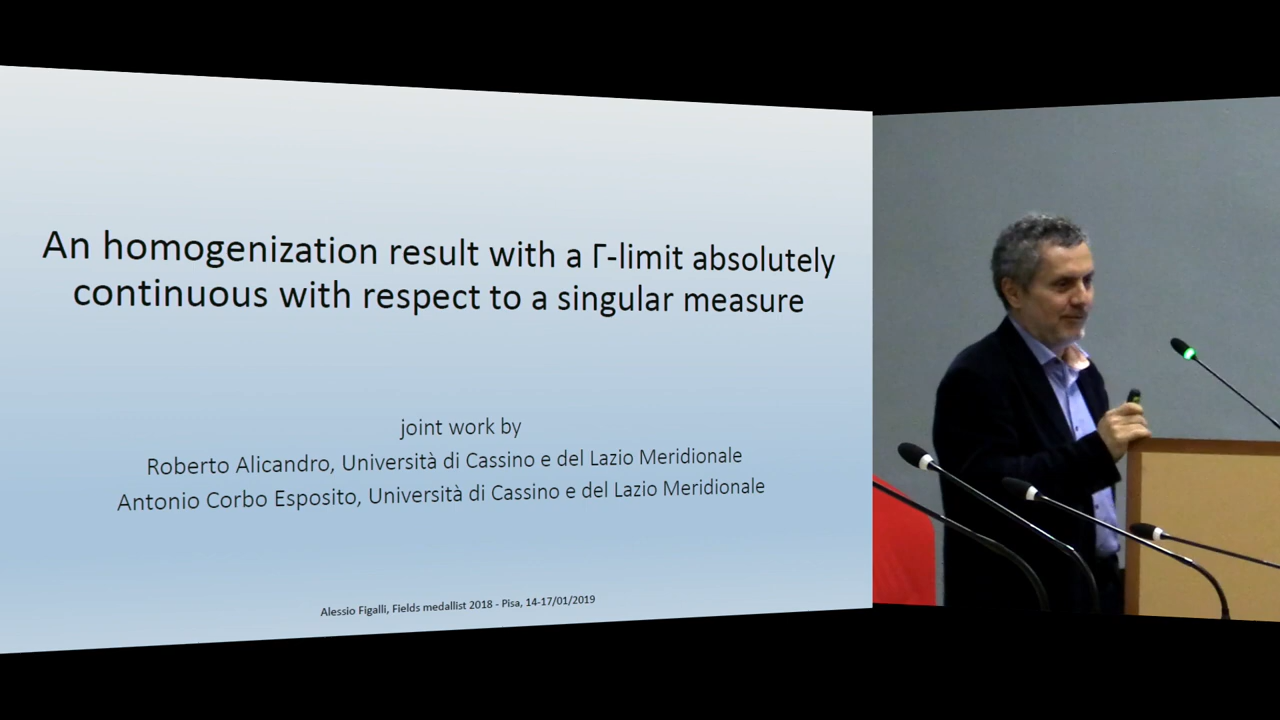 An homogenization result with a Γ-limit absolutely
continuous with respect to a singular measure
joint work by
Roberto Alicandro, Università di Cassino e del Lazio Meridionale
Antonio Corbo Esposito, Università di Cassino e del Lazio Meridionale
Alessio Figalli, Fields medallist 2018 - Pisa, 14-17/01/2019